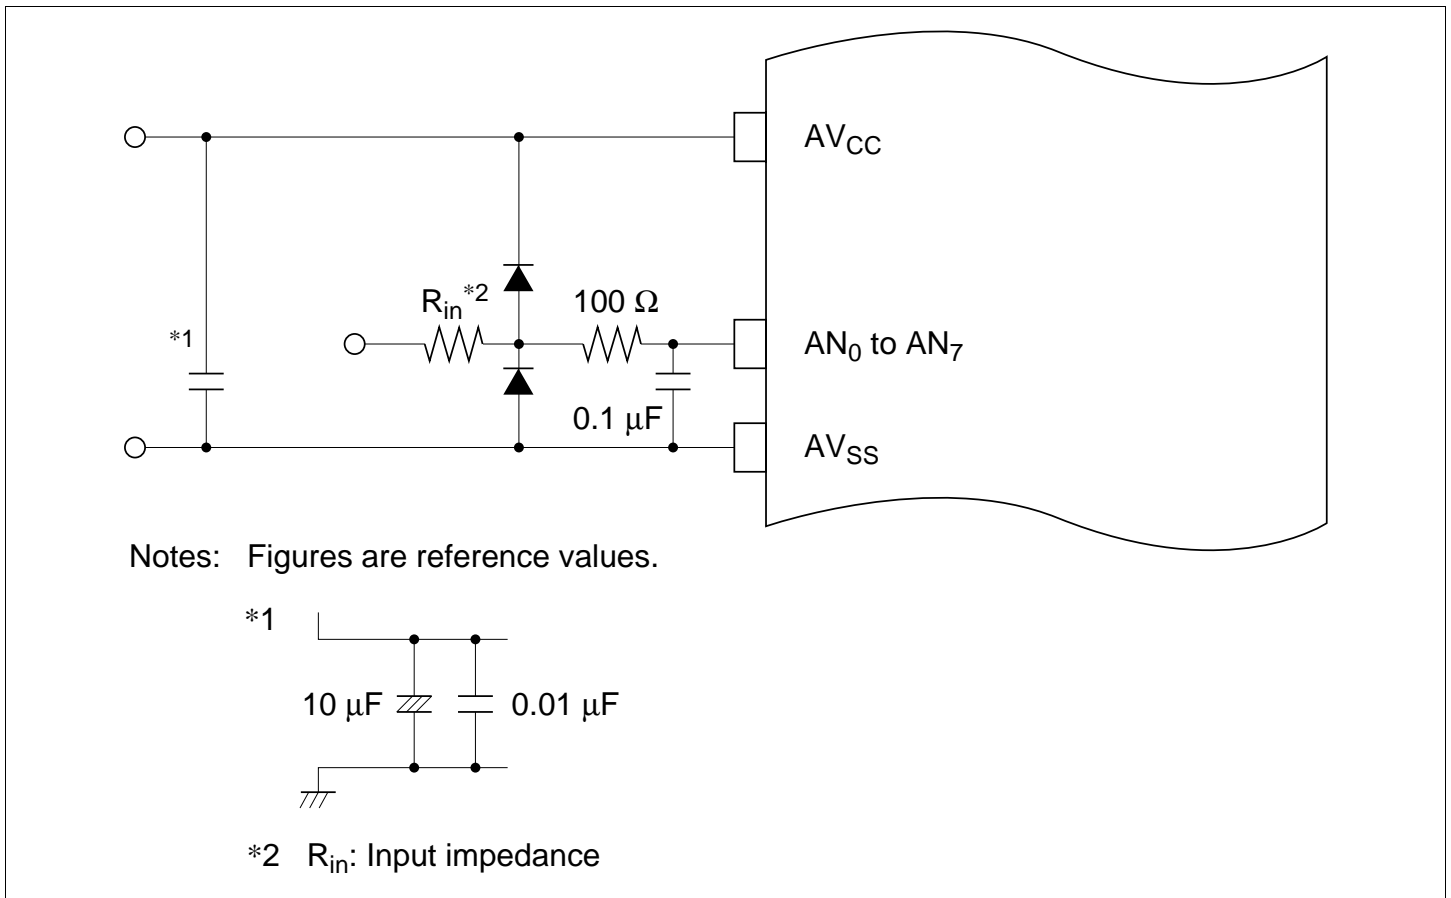 AVCC
Rin*2
100 Ω
*1
AN0 to AN7
0.1 μF
AVSS
Notes: Figures are reference values.
*1
10 μF
0.01 μF
*2 Rin: Input impedance